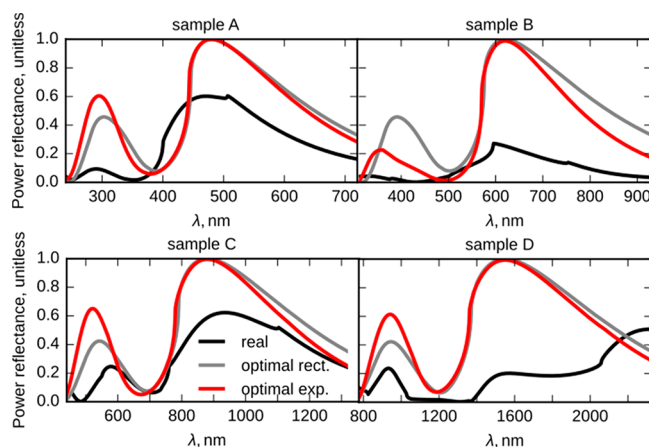 sample A
sample B
Power reflectance, unitless
1.0
0.8
0.6
0.4
0.2
0.0
300
400
500
600
700
λ, nm
400
500
600
700
800
900
λ, nm
sample C
sample D
Power reflectance, unitless
1.0
0.8
0.6
0.4
0.2
0.0
real
optimal rect.
optimal exp.
600
800
1000
1200
λ, nm
800
1200
1600
2000
λ, nm